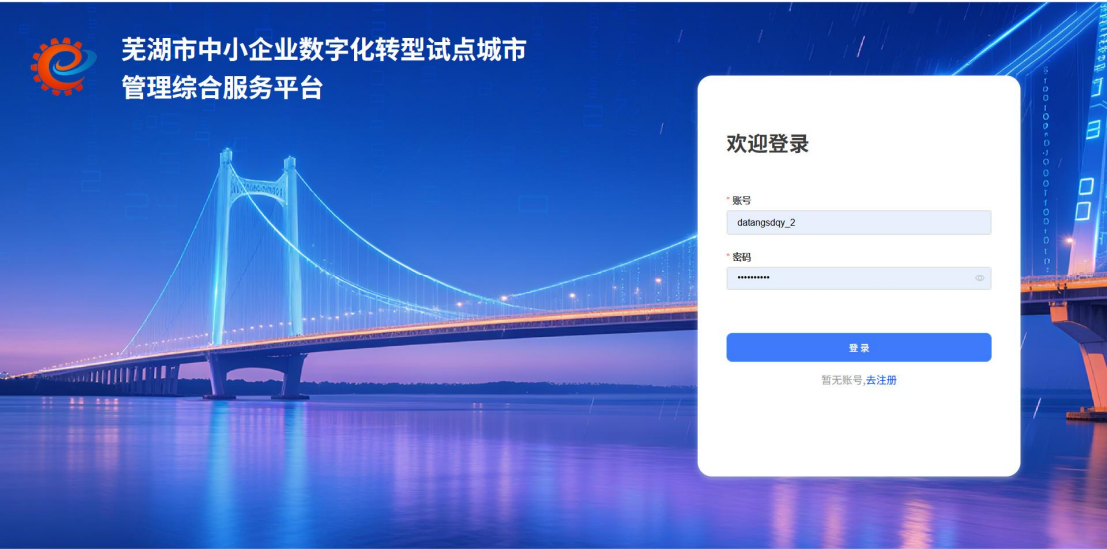 芜湖市中小企业数字化转型试点城市
管理综合服务平台
欢迎登录
* 账号
datangsdqy_2
* 密码
••••••••••
登 录
暂无账号,去注册